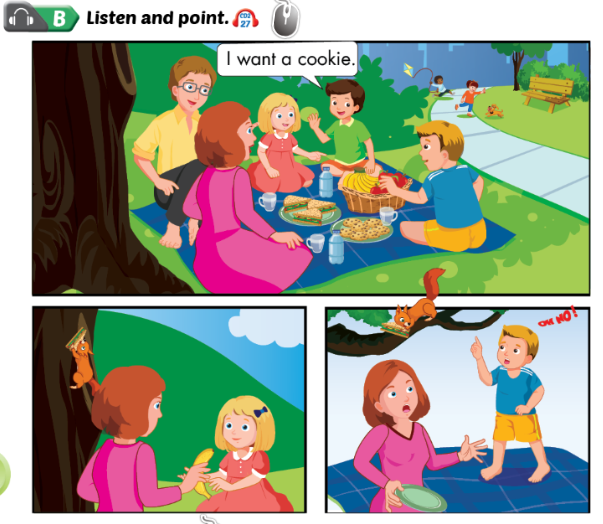 B Listen and point. CD2
27
I want a cookie.
OH! NO!